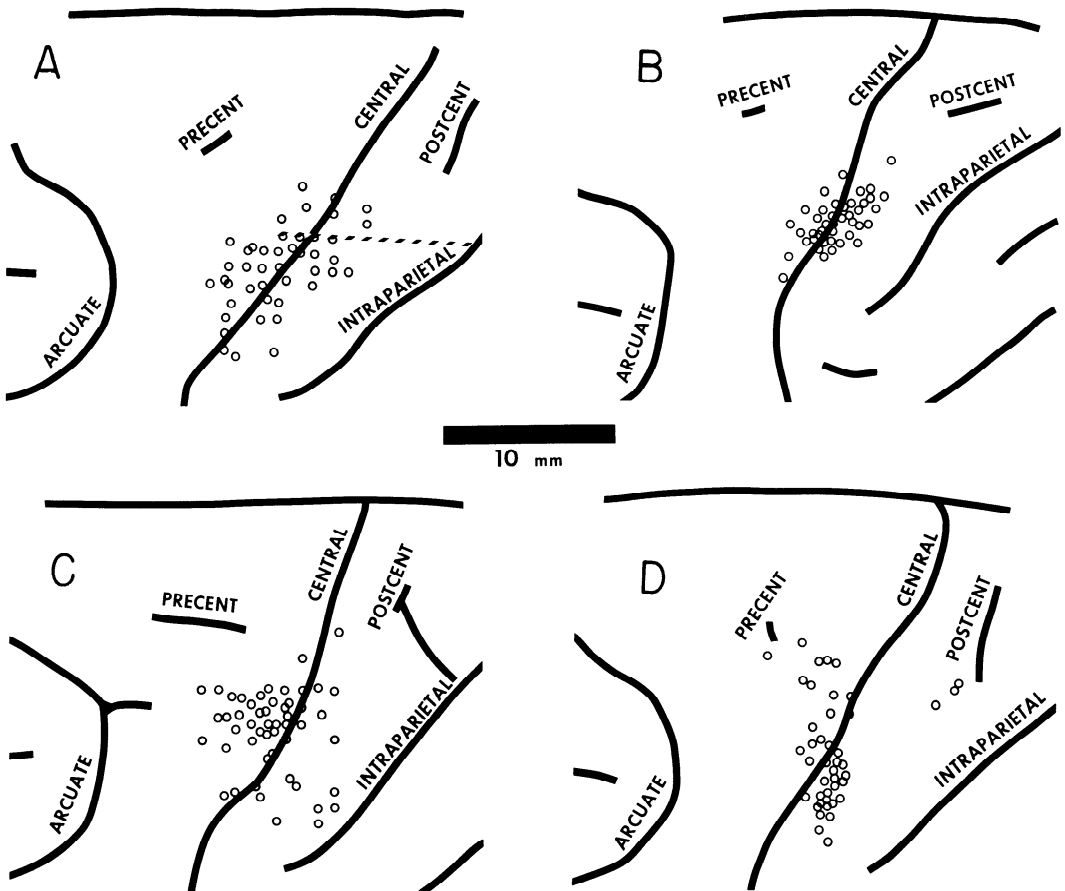 A
PRECENT
CENTRAL
POSTCENT
INTRAPARIETAL
ARCUATE
B
PRECENT
CENTRAL
POSTCENT
INTRAPARIETAL
ARCUATE
10 mm
C
PRECENT
CENTRAL
POSTCENT
INTRAPARIETAL
ARCUATE
D
PRECENT
CENTRAL
POSTCENT
INTRAPARIETAL
ARCUATE